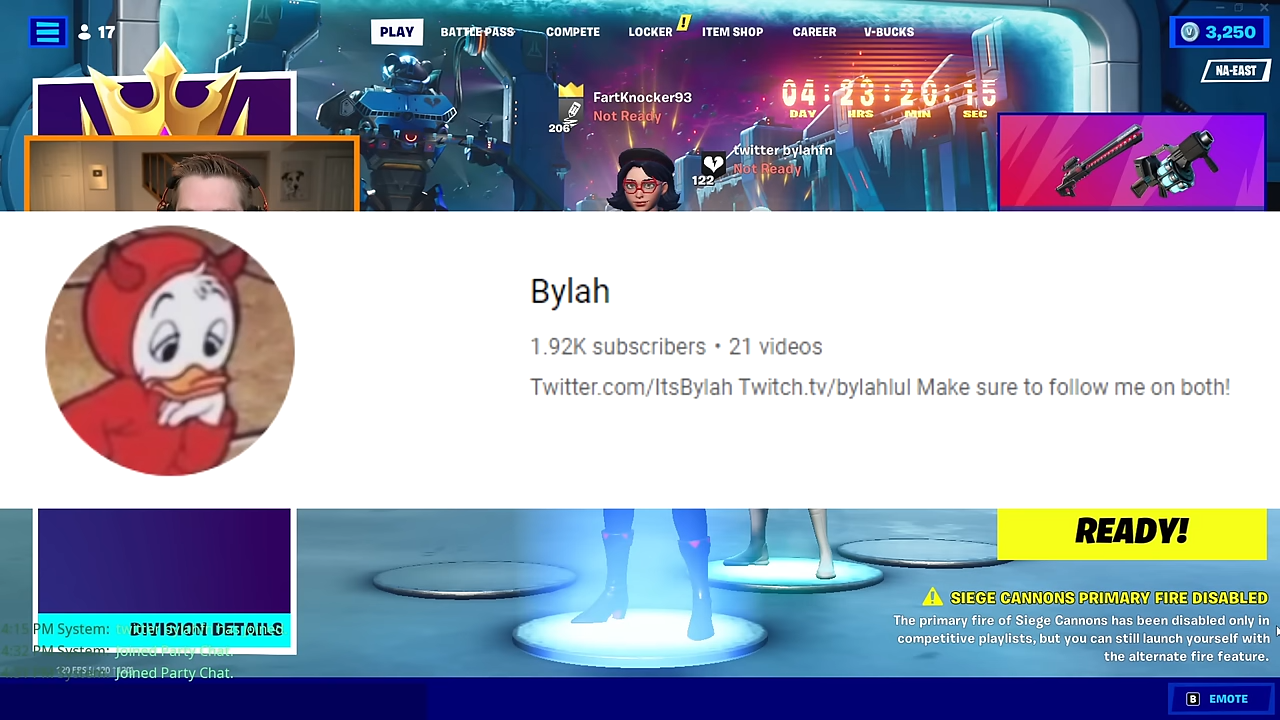 17
PLAY
BATTLE PASS
COMPETE
LOCKER
!
ITEM SHOP
CAREER
V-BUCKS
V 3,250
NA-EAST
FartKnocker93
Not Ready
206
04:23:20:15
DAY HRS MIN SEC
twitter bylahfn
Not Ready
122
Bylah
1.92K subscribers • 21 videos
Twitter.com/ItsBylah Twitch.tv/bylahlul Make sure to follow me on both!
READY!
SIEGE CANNONS PRIMARY FIRE DISABLED
The primary fire of Siege Cannons has been disabled only in
competitive playlists, but you can still launch yourself with
the alternate fire feature.
DIVISION DETAILS
4:15 PM System:
4:32 PM System: Joined Party Chat.
Joined Party Chat.
B EMOTE